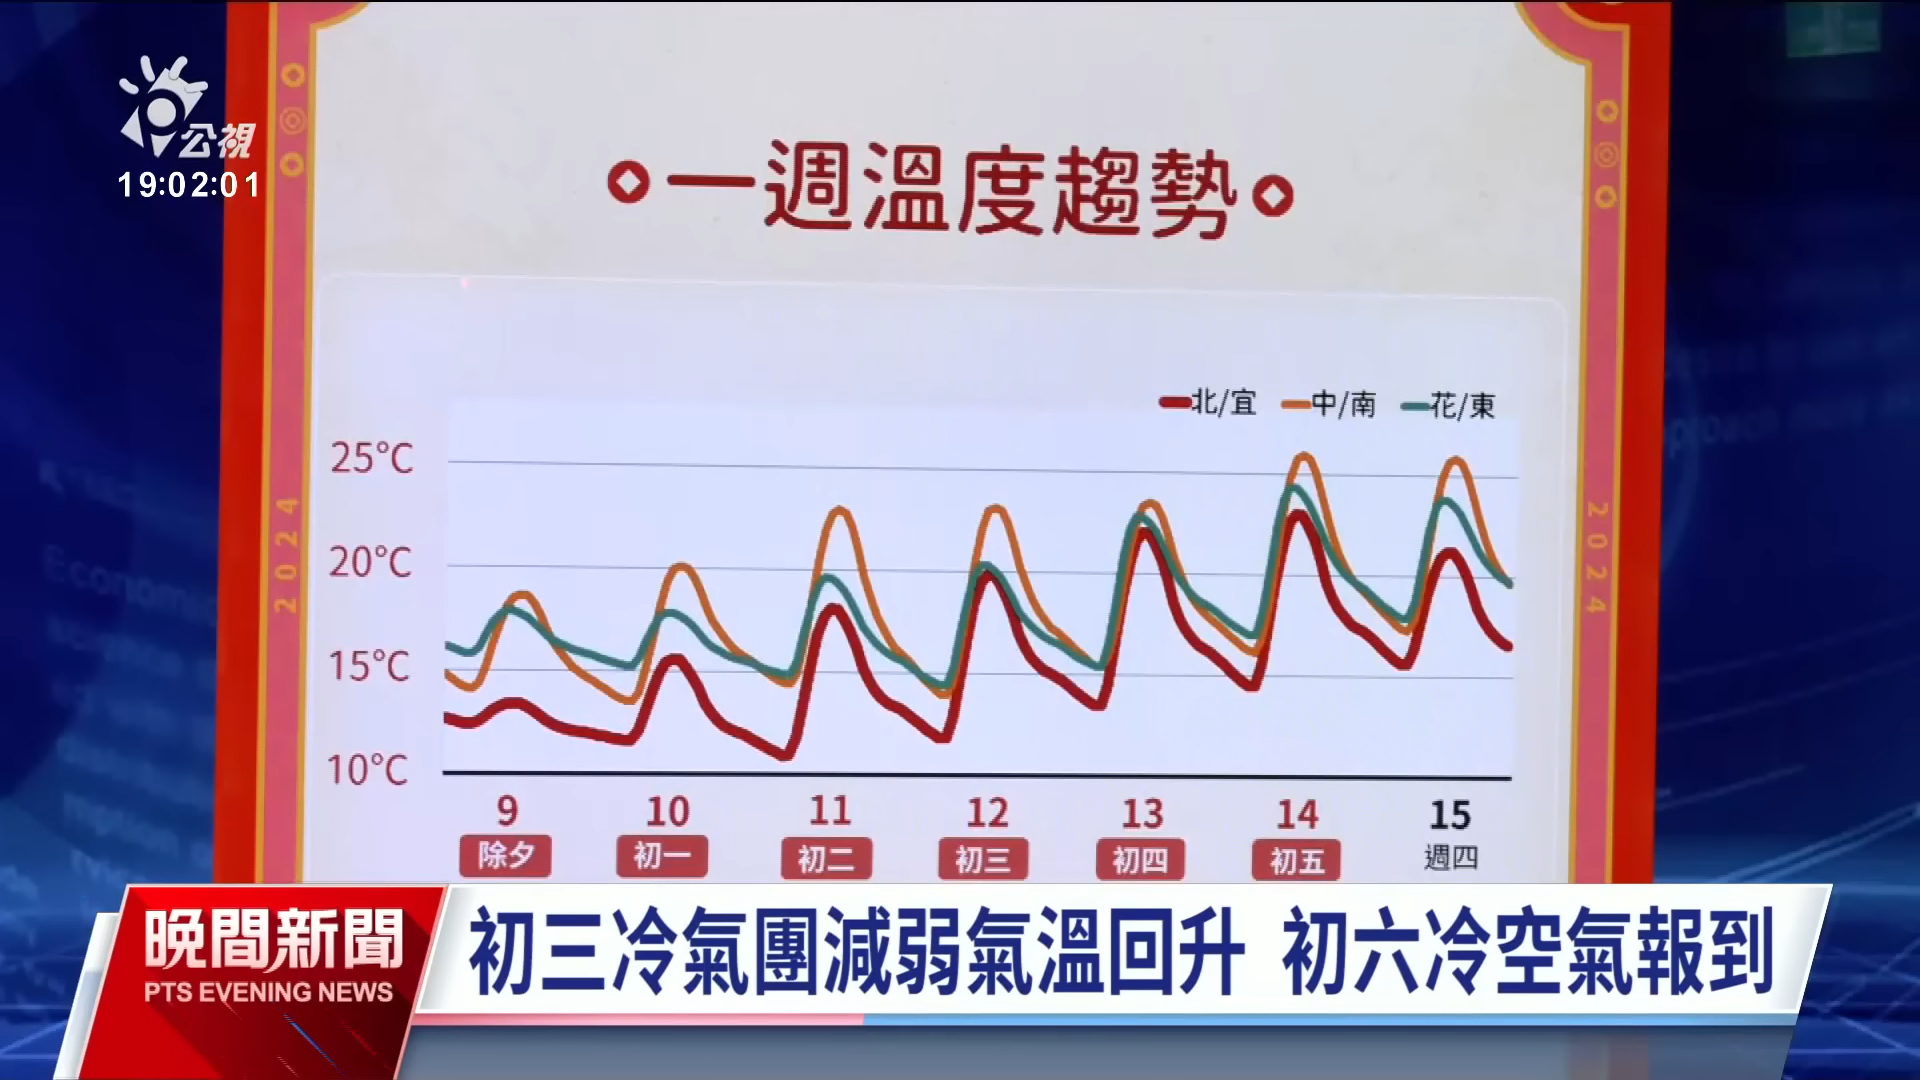 公視
19:02:01
一週溫度趨勢
北/宜 中/南 花/東
25°C
20°C
15°C
10°C
2024
2024
9 10 11 12 13 14 15
除夕 初一 初二 初三 初四 初五 週四
晚間新聞
PTS EVENING NEWS
初三冷氣團減弱氣溫回升 初六冷空氣報到